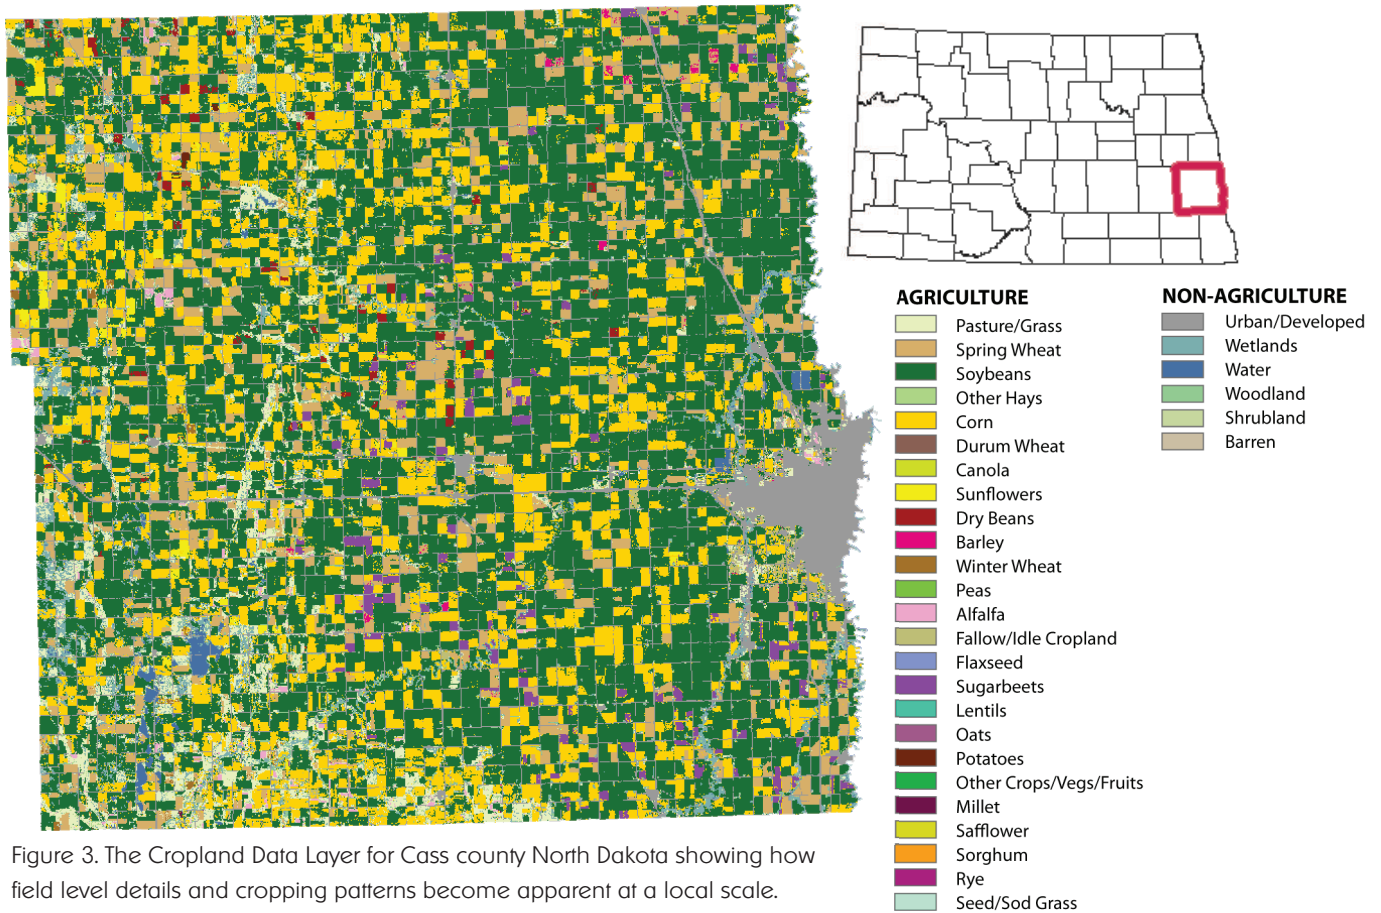 AGRICULTURE
Pasture/Grass
Spring Wheat
Soybeans
Other Hays
Corn
Durum Wheat
Canola
Sunflowers
Dry Beans
Barley
Winter Wheat
Peas
Alfalfa
Fallow/Idle Cropland
Flaxseed
Sugarbeets
Lentils
Oats
Potatoes
Other Crops/Vegs/Fruits
Millet
Safflower
Sorghum
Rye
Seed/Sod Grass
NON-AGRICULTURE
Urban/Developed
Wetlands
Water
Woodland
Shrubland
Barren
Figure 3. The Cropland Data Layer for Cass county North Dakota showing how
field level details and cropping patterns become apparent at a local scale.